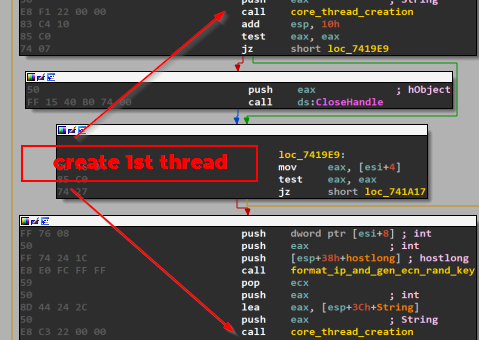 push eax ; String
E8 F1 22 00 00 call core_thread_creation
83 C4 10 add esp, 10h
85 C0 test eax, eax
74 07 jz short loc_7419E9
50 push eax ; hObject
FF 15 40 80 74 00 call ds:CloseHandle
loc_7419E9:
create 1st thread mov eax, [esi+4]
85 C0 test eax, eax
74 27 jz short loc_741A17
FF 76 08 push dword ptr [esi+8] ; int
50 push eax ; int
FF 74 24 1C push [esp+38h+hostlong] ; hostlong
E8 E0 FC FF FF call format_ip_and_gen_ecn_rand_key
59 pop ecx
50 push eax ; int
8D 44 24 2C lea eax, [esp+3Ch+String]
50 push eax ; String
E8 C3 22 00 00 call core_thread_creation